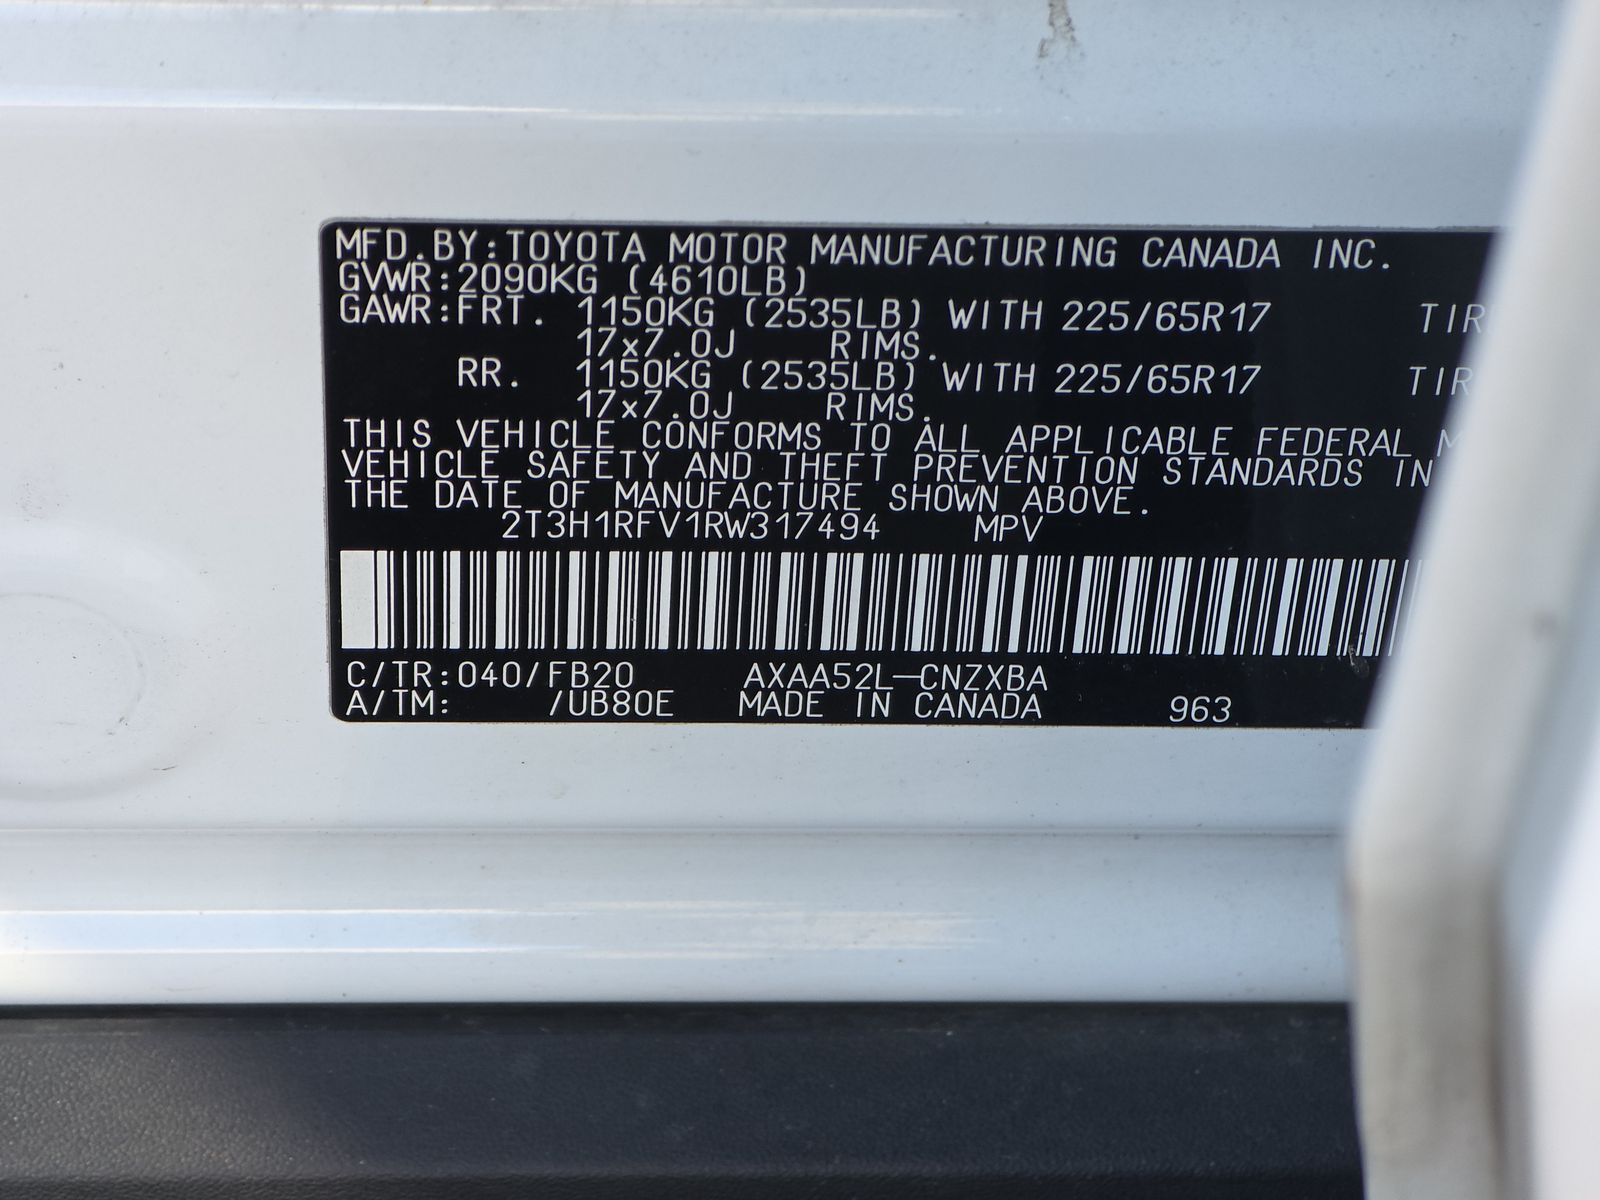 MFD.BY:TOYOTA MOTOR MANUFACTURING CANADA INC.
GVWR:2090KG (4610LB)
GAWR:FRT. 1150KG (2535LB) WITH 225/65R17
17x7.0J RIMS.
RR. 1150KG (2535LB) WITH 225/65R17
17x7.0J RIMS.
THIS VEHICLE CONFORMS TO ALL APPLICABLE FEDERAL
VEHICLE SAFETY AND THEFT PREVENTION STANDARDS IN
THE DATE OF MANUFACTURE SHOWN ABOVE.
2T3H1RFV1RW317494 MPV
C/TR:040/FB20 AXAA52L-CNZXBA
A/TM: /UB80E MADE IN CANADA 963